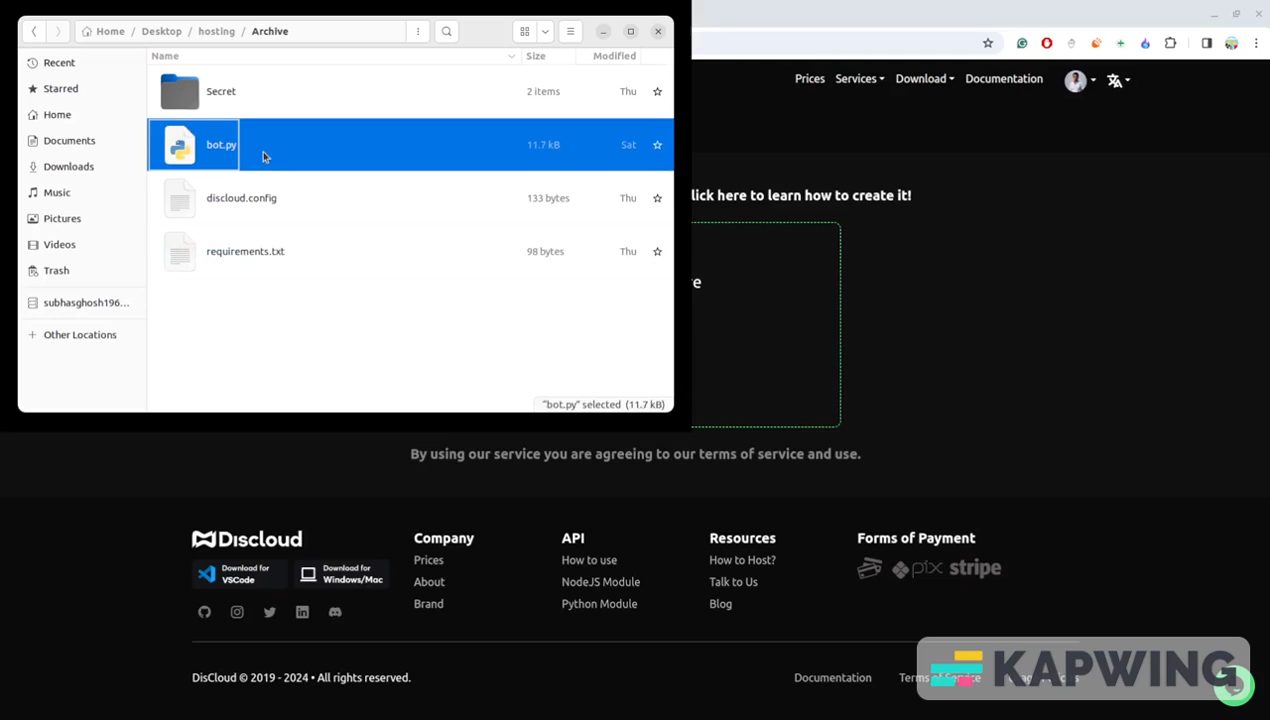 Home / Desktop / hosting / Archive
Name Size Modified
Recent
Starred
Home
Documents
Downloads
Music
Pictures
Videos
Trash
subhasghosh196...
+ Other Locations
Secret 2 items Thu
bot.py 11.7 kB Sat
discloud.config 133 bytes Thu
requirements.txt 98 bytes Thu
"bot.py" selected (11.7 kB)
Prices Services Download Documentation
lick here to learn how to create it!
re
By using our service you are agreeing to our terms of service and use.
Discloud
Download for VSCode
Download for Windows/Mac
Company
Prices
About
Brand
API
How to use
NodeJS Module
Python Module
Resources
How to Host?
Talk to Us
Blog
Forms of Payment
pix stripe
DisCloud © 2019 - 2024 • All rights reserved.
Documentation
KAPWING